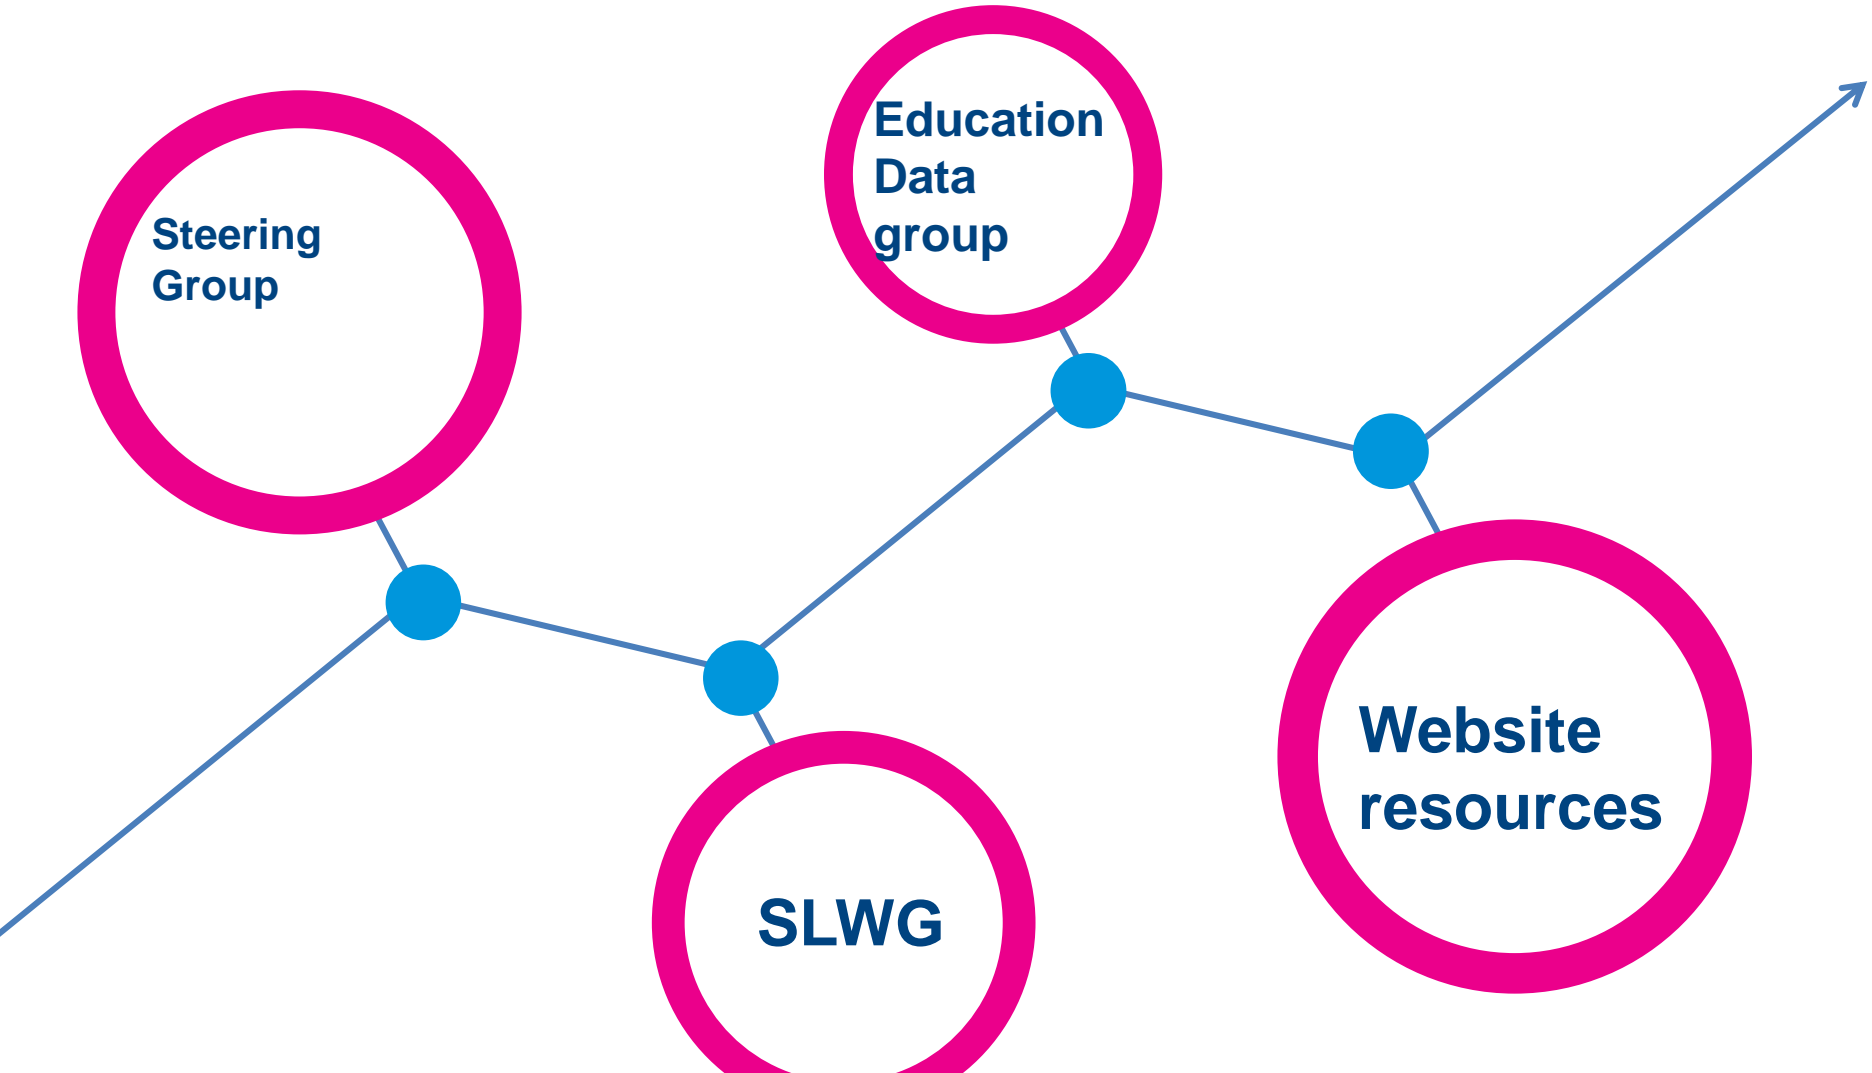 Steering
Group
Education
Data
group
SLWG
Website
resources